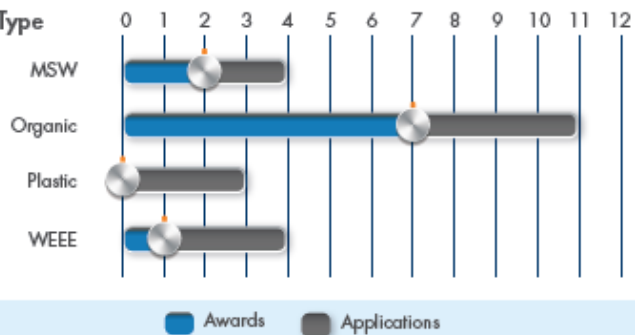 Type 0 1 2 3 4 5 6 7 8 9 10 11 12
MSW
Organic
Plastic
WEEE
Awards Applications